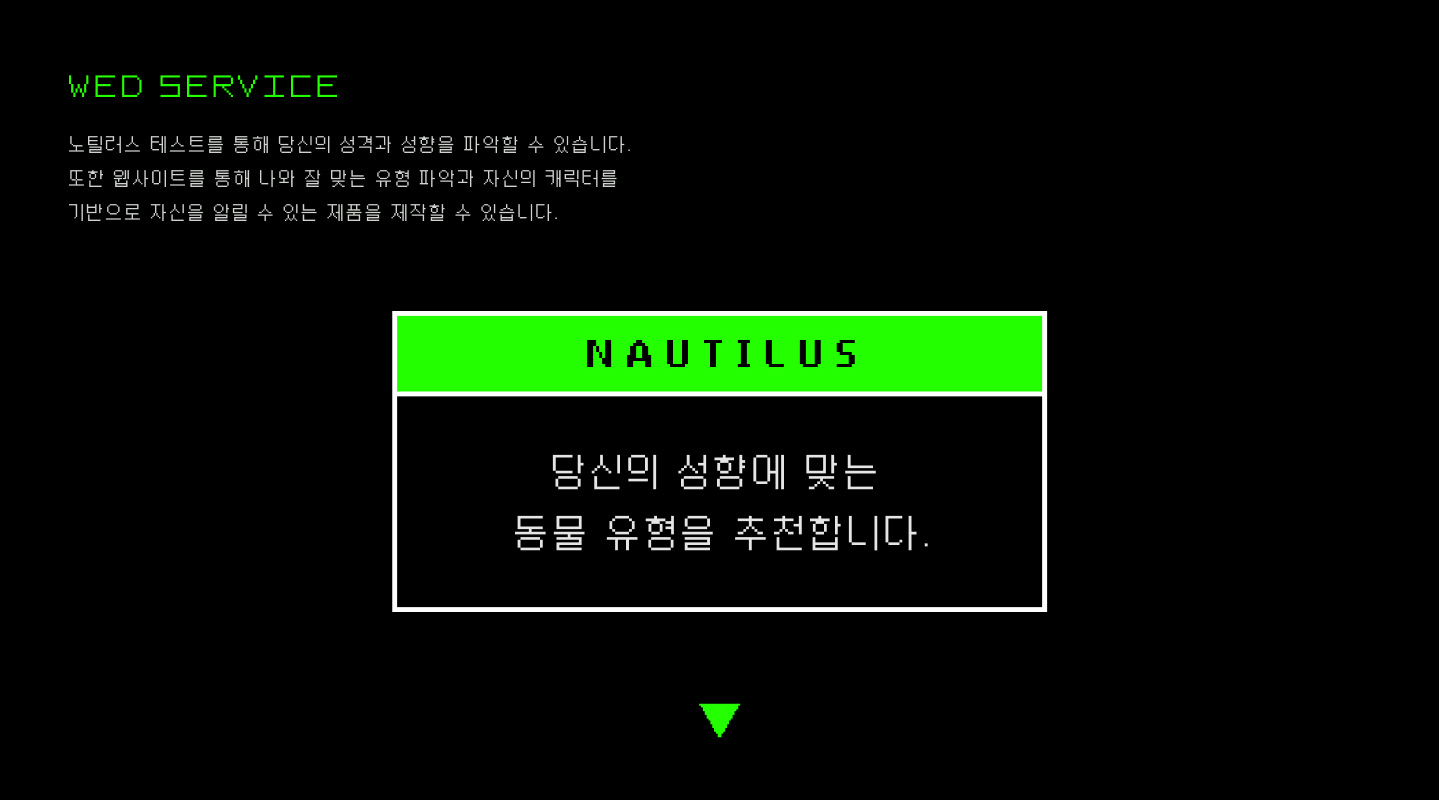 WED SERVICE
노틸러스 테스트를 통해 당신의 성격과 성향을 파악할 수 있습니다.
또한 웹사이트를 통해 나와 잘 맞는 유형 파악과 자신의 캐릭터를
기반으로 자신을 알릴 수 있는 제품을 제작할 수 있습니다.
NAUTILUS
당신의 성향에 맞는
동물 유형을 추천합니다.